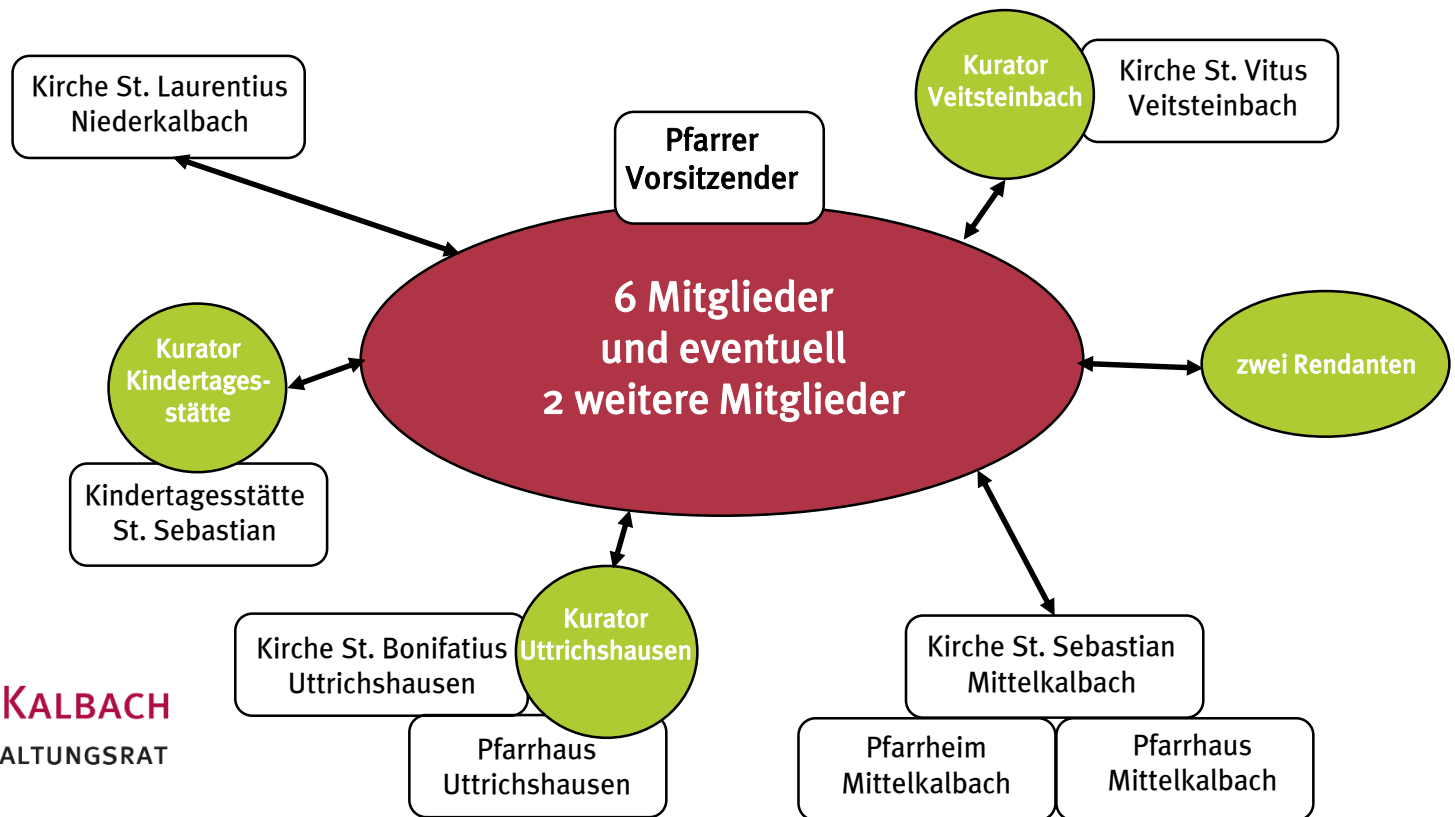 Kirche St. Laurentius
Niederkalbach
Pfarrer
Vorsitzender
Kurator
Veitsteinbach
Kirche St. Vitus
Veitsteinbach
6 Mitglieder
und eventuell
2 weitere Mitglieder
Kurator
Kindertages-
stätte
Kindertagesstätte
St. Sebastian
zwei Rendanten
Kirche St. Bonifatius
Uttrichshausen
Kurator
Uttrichshausen
Pfarrhaus
Uttrichshausen
Kirche St. Sebastian
Mittelkalbach
Pfarrheim
Mittelkalbach
Pfarrhaus
Mittelkalbach
KALBACH
ALTUNGSRAT